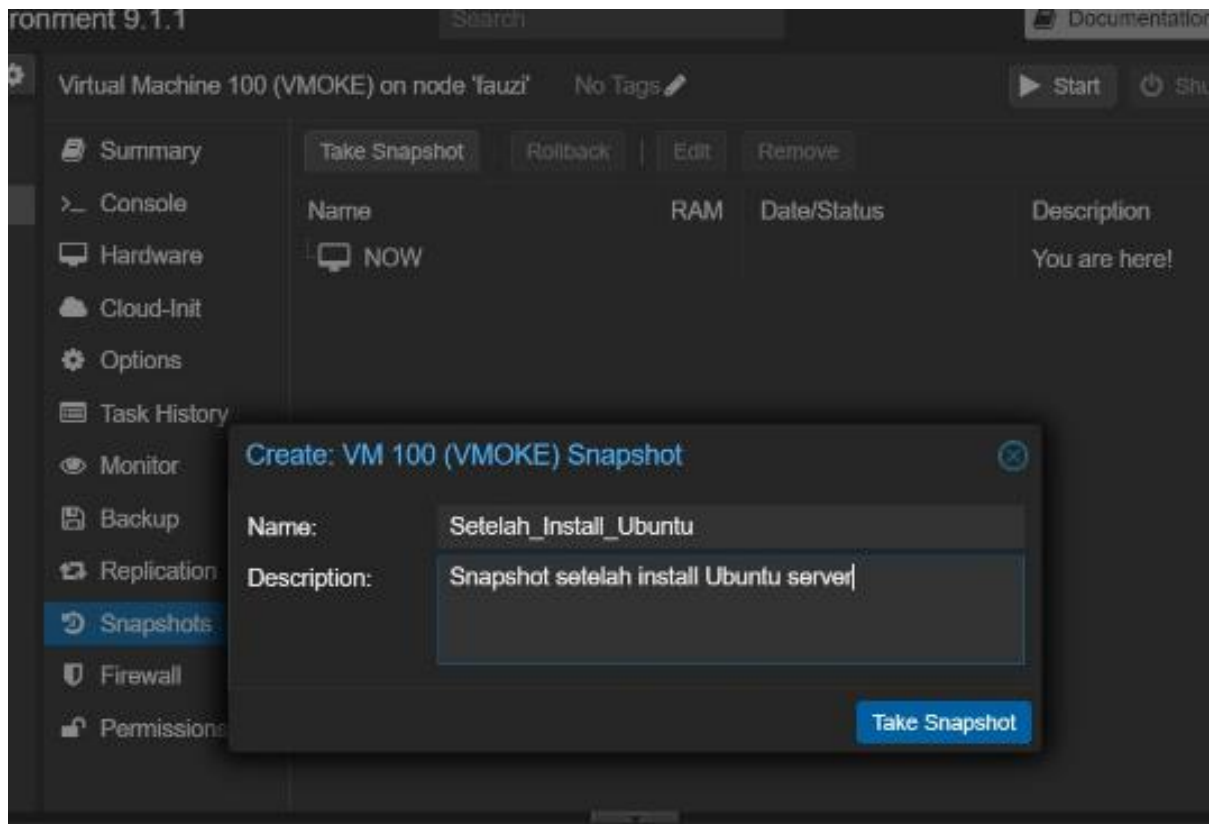 ronment 9.1.1
Search
Documentation
Virtual Machine 100 (VMOKE) on node 'fauzi'
No Tags
Start
Shu
Summary
Take Snapshot
Rollback
Edit
Remove
Console
Name
RAM
Date/Status
Description
Hardware
NOW
You are here!
Cloud-Init
Options
Task History
Monitor
Backup
Replication
Snapshots
Firewall
Permissions
Create: VM 100 (VMOKE) Snapshot
Name:
Setelah_Install_Ubuntu
Description:
Snapshot setelah install Ubuntu server
Take Snapshot